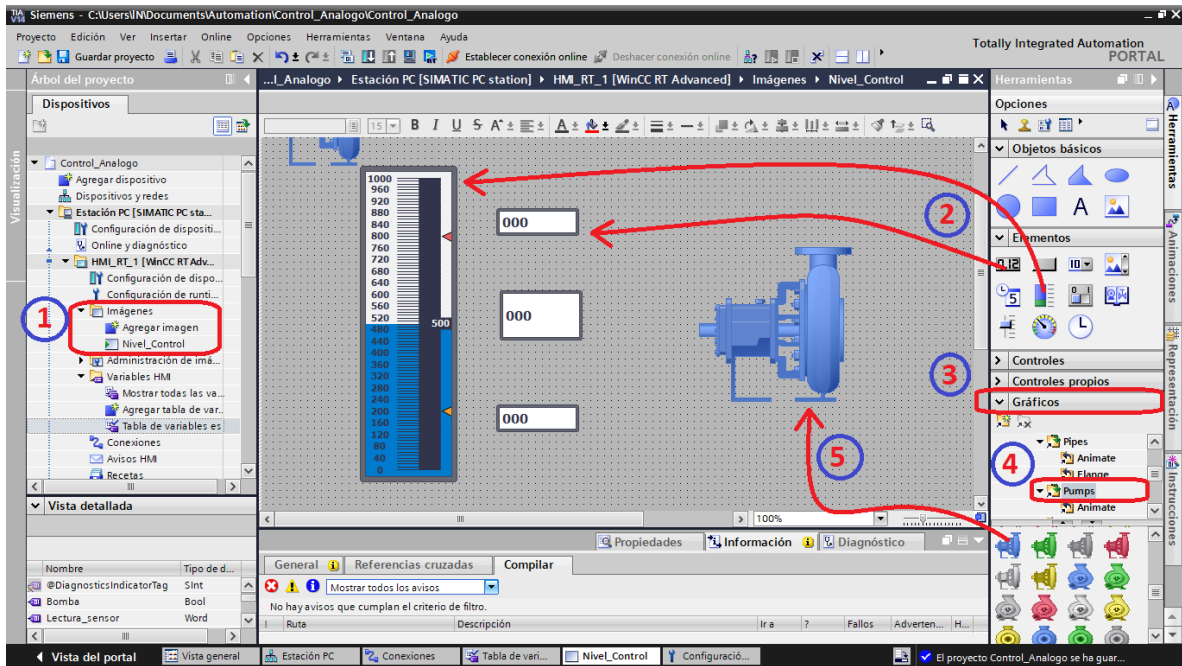 TIA V14 Siemens - C:\Users\IN\Documents\Automation\Control_Analogo\Control_Analogo
Proyecto Edición Ver Insertar Online Opciones Herramientas Ventana Ayuda
Totally Integrated Automation
PORTAL
Guardar proyecto Establecer conexión online Deshacer conexión online
Árbol del proyecto
...l_Analogo Estación PC [SIMATIC PC station] HMI_RT_1 [WinCC RT Advanced] Imágenes Nivel_Control
Herramientas
Visualización
Dispositivos
Control_Analogo
Agregar dispositivo
Dispositivos y redes
Estación PC [SIMATIC PC sta...
Configuración de dispositi...
Online y diagnóstico
HMI_RT_1 [WinCC RT Adv...
Configuración de dispo...
Configuración de runti...
1
Imágenes
Agregar imagen
Nivel_Control
Administración de imá...
Variables HMI
Mostrar todas las va...
Agregar tabla de var...
Tabla de variables es
Conexiones
Avisos HMI
Recetas
Vista detallada
Nombre Tipo de d...
@DiagnosticsIndicatorTag SInt
Bomba Bool
Lectura_sensor Word
15 B I U S A A
1000
960
920
880
840
800
760
720
680
640
600
560
520
500
480
440
400
360
320
280
240
200
160
120
80
40
0
000
000
000
2
3
4
5
100%
Propiedades Información Diagnóstico
General Referencias cruzadas Compilar
Mostrar todos los avisos
No hay avisos que cumplan el criterio de filtro.
! Ruta Descripción Ir a ? Fallos Adverten... H...
Opciones
Objetos básicos
A
Elementos
0.12 10
5
Controles
Controles propios
Gráficos
Pipes
Animate
Flange
Pumps
Animate
Herramientas
Animaciones
Representación
Instrucciones
Vista del portal Vista general Estación PC Conexiones Tabla de vari... Nivel_Control Configuració... El proyecto Control_Analogo se ha guar...